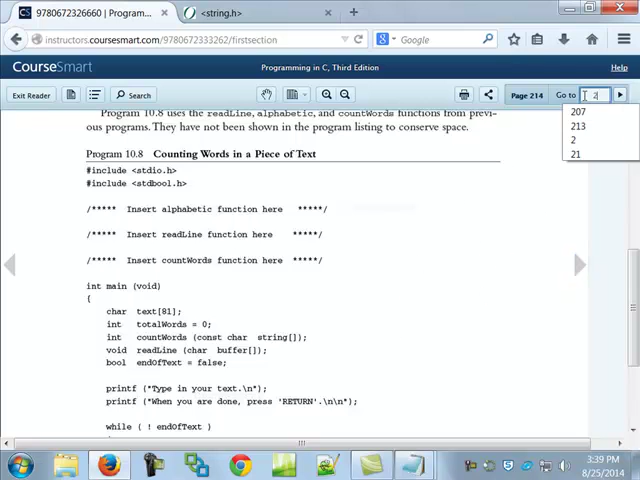 9780672326660 | Program...
<string.h>
instructors.coursesmart.com/9780672333262/firstsection
Google
CourseSmart
Programming in C, Third Edition
Help
Exit Reader
Search
Page 214
Go to
2
207
213
2
21
Program 10.8 uses the readLine, alphabetic, and countWords functions from previ-
ous programs. They have not been shown in the program listing to conserve space.
Program 10.8 Counting Words in a Piece of Text
#include <stdio.h>
#include <stdbool.h>
/***** Insert alphabetic function here *****/
/***** Insert readLine function here *****/
/***** Insert countWords function here *****/
int main (void)
{
char text[81];
int totalWords = 0;
int countWords (const char string[]);
void readLine (char buffer[]);
bool endOfText = false;
printf ("Type in your text.\n");
printf ("When you are done, press 'RETURN'.\n\n");
while ( ! endOfText )
3:39 PM
8/25/2014